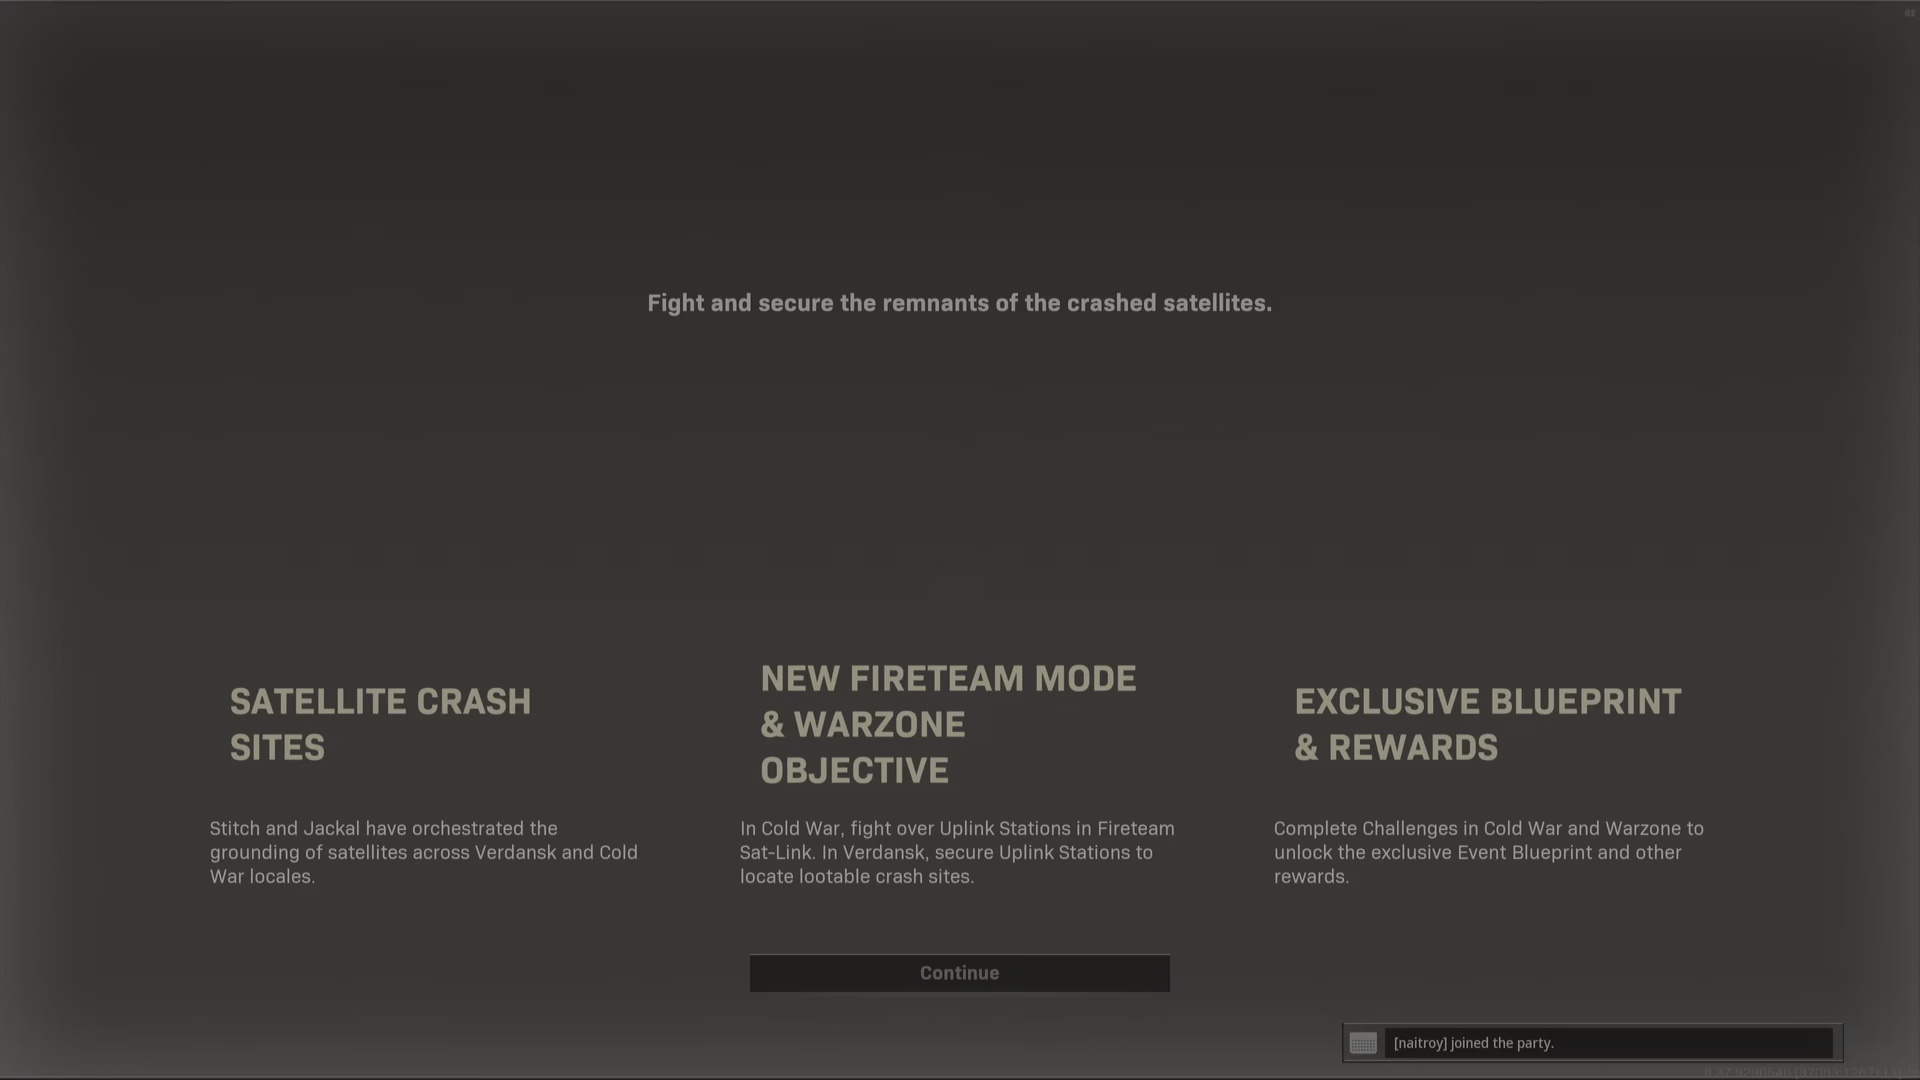 Fight and secure the remnants of the crashed satellites.
SATELLITE CRASH
SITES
Stitch and Jackal have orchestrated the
grounding of satellites across Verdansk and Cold
War locales.
NEW FIRETEAM MODE
& WARZONE
OBJECTIVE
In Cold War, fight over Uplink Stations in Fireteam
Sat-Link. In Verdansk, secure Uplink Stations to
locate lootable crash sites.
EXCLUSIVE BLUEPRINT
& REWARDS
Complete Challenges in Cold War and Warzone to
unlock the exclusive Event Blueprint and other
rewards.
Continue
[naitroy] joined the party.